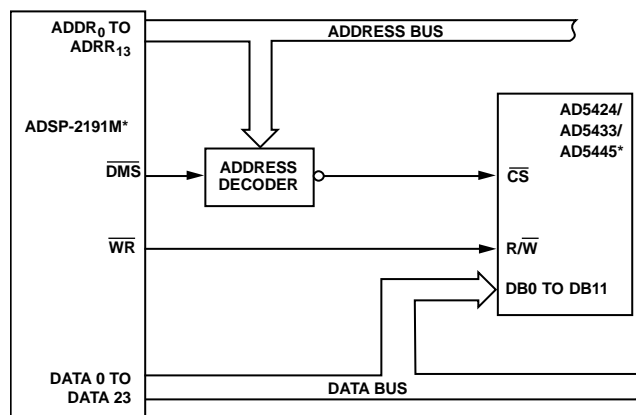 ADDR0 TO
ADRR13
ADDRESS BUS
ADSP-2191M*
AD5424/
AD5433/
AD5445*
DMS
ADDRESS
DECODER
CS
WR
R/W
DB0 TO DB11
DATA 0 TO
DATA 23
DATA BUS